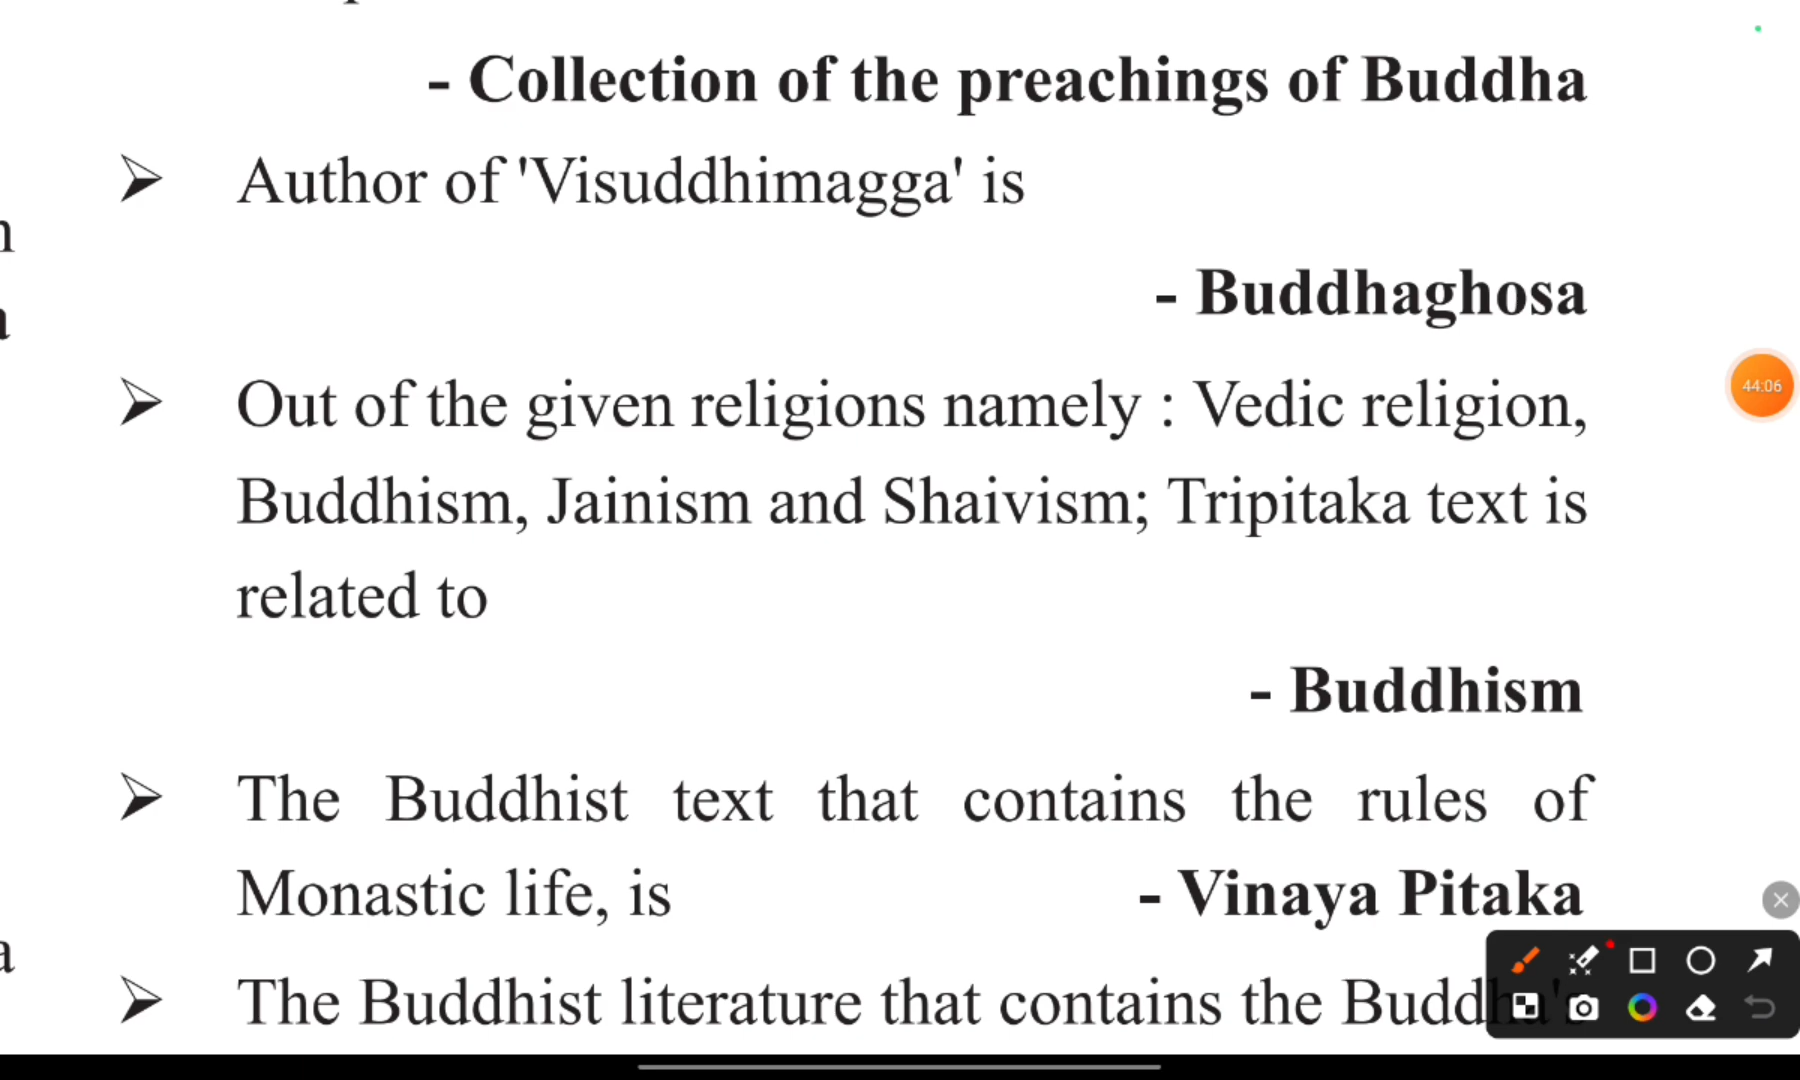 - Collection of the preachings of Buddha
➢ Author of 'Visuddhimagga' is
- Buddhaghosa
➢ Out of the given religions namely : Vedic religion,
Buddhism, Jainism and Shaivism; Tripitaka text is
related to
- Buddhism
➢ The Buddhist text that contains the rules of
Monastic life, is - Vinaya Pitaka
➢ The Buddhist literature that contains the Buddha's
44:06